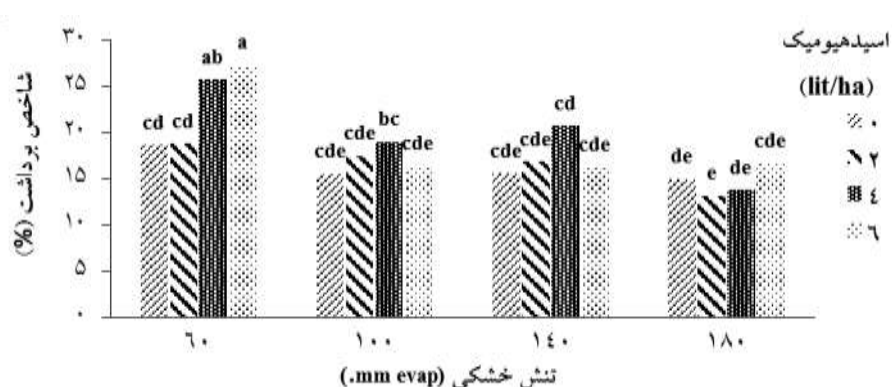 اسیدهیومیک
(lit/ha)
۰
۲
٤
٦
شاخص برداشت (%)
۳۰
۲۵
۲۰
۱۵
۱۰
۵
۰
cd cd ab a
cde cde bc cde
cde cde cd cde
de e de cde
٦۰ ۱۰۰ ۱٤۰ ۱۸۰
تنش خشکی (mm evap.)